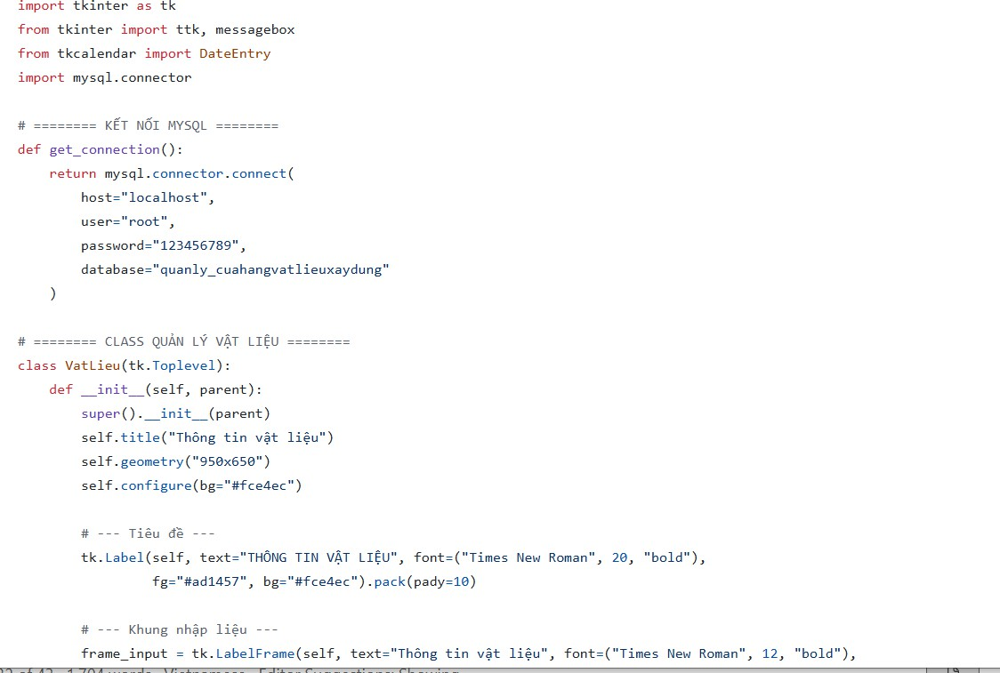 import tkinter as tk
from tkinter import ttk, messagebox
from tkcalendar import DateEntry
import mysql.connector

# ======== KẾT NỐI MYSQL ========
def get_connection():
    return mysql.connector.connect(
        host="localhost",
        user="root",
        password="123456789",
        database="quanly_cuahangvatlieuxaydung"
    )

# ======== CLASS QUẢN LÝ VẬT LIỆU ========
class VatLieu(tk.Toplevel):
    def __init__(self, parent):
        super().__init__(parent)
        self.title("Thông tin vật liệu")
        self.geometry("950x650")
        self.configure(bg="#fce4ec")

        # --- Tiêu đề ---
        tk.Label(self, text="THÔNG TIN VẬT LIỆU", font=("Times New Roman", 20, "bold"),
                 fg="#ad1457", bg="#fce4ec").pack(pady=10)

        # --- Khung nhập liệu ---
        frame_input = tk.LabelFrame(self, text="Thông tin vật liệu", font=("Times New Roman", 12, "bold"),